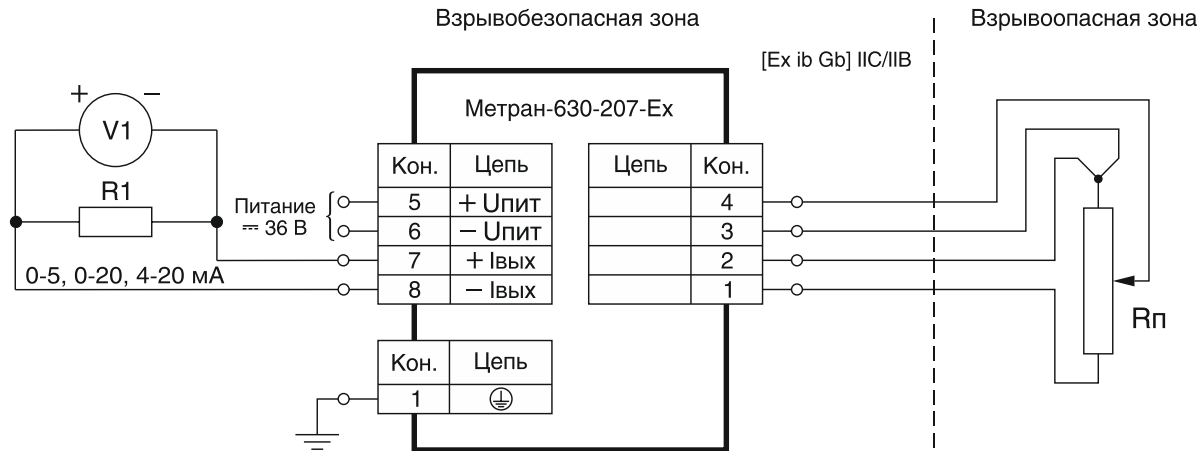 Взрывобезопасная зона
Взрывоопасная зона
[Ex ib Gb] IIC/IIB
Метран-630-207-Ex
+ −
V1
R1
Питание
⎓ 36 В
0-5, 0-20, 4-20 мА
Кон. Цепь
5 + Uпит
6 − Uпит
7 + Iвых
8 − Iвых
Цепь Кон.
4
3
2
1
Rп
Кон. Цепь
1